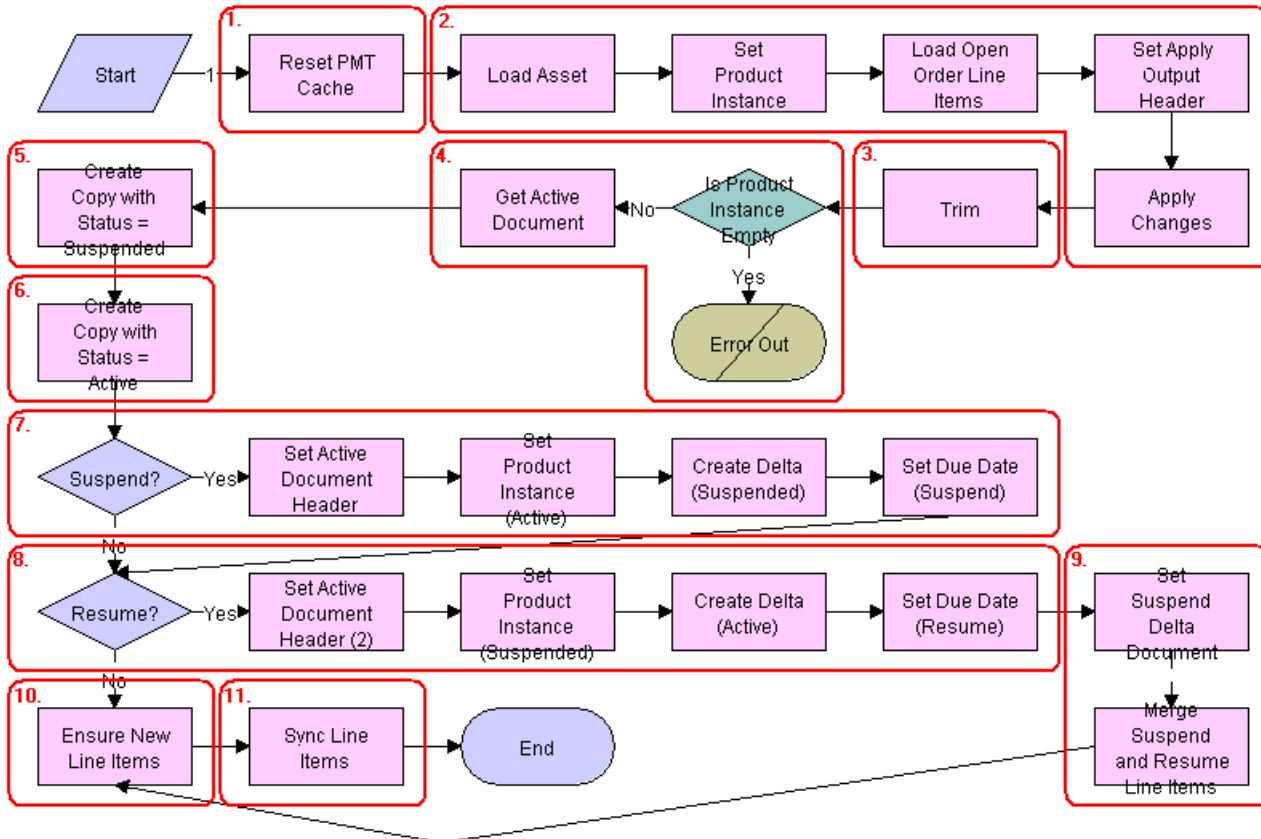 1.
2.
Start
1
Reset PMT
Cache
Load Asset
Set
Product
Instance
Load Open
Order Line
Items
Set Apply
Output
Header
5.
Create
Copy with
Status =
Suspended
4.
Get Active
Document
No
Is Product
Instance
Empty
Yes
Error Out
3.
Trim
Apply
Changes
6.
Create
Copy with
Status =
Active
7.
Suspend?
Yes
Set Active
Document
Header
Set
Product
Instance
(Active)
Create Delta
(Suspended)
Set Due Date
(Suspend)
No
8.
Resume?
Yes
Set Active
Document
Header (2)
Set
Product
Instance
(Suspended)
Create Delta
(Active)
Set Due Date
(Resume)
9.
Set
Suspend
Delta
Document
No
10.
Ensure New
Line Items
11.
Sync Line
Items
End
Merge
Suspend
and Resume
Line Items